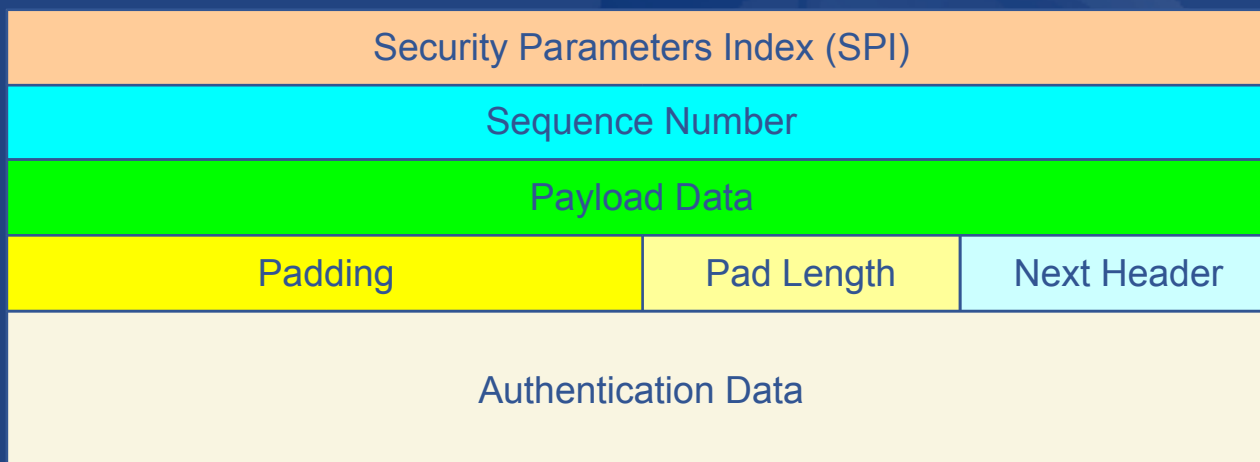 Security Parameters Index (SPI)
Sequence Number
Payload Data
Padding Pad Length Next Header
Authentication Data